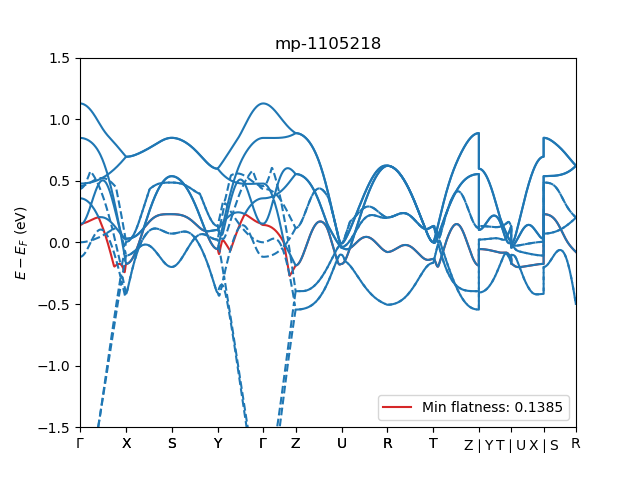 mp-1105218
E − E_F (eV)
1.5
1.0
0.5
0.0
−0.5
−1.0
−1.5
Min flatness: 0.1385
Γ X S Y Γ Z U R T Z | Y T | U X | S R